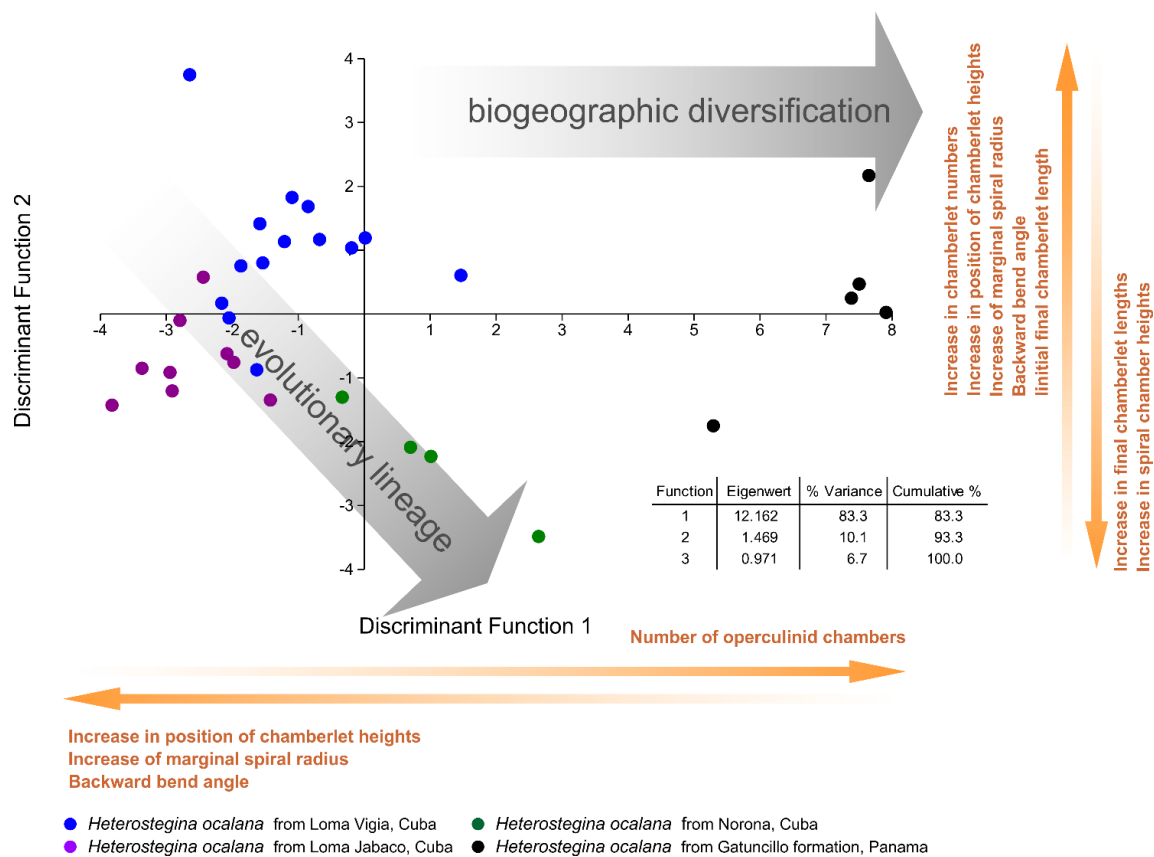 biogeographic diversification
evolutionary lineage
Discriminant Function 2
4
3
2
1
-1
-2
-3
-4
-4
-3
-2
-1
1
2
3
4
5
6
7
8
Discriminant Function 1
Function Eigenwert % Variance Cumulative %
1 12.162 83.3 83.3
2 1.469 10.1 93.3
3 0.971 6.7 100.0
Increase in chamberlet numbers
Increase in position of chamberlet heights
Increase of marginal spiral radius
Backward bend angle
Iinitial final chamberlet length
Increase in final chamberlet lengths
Increase in spiral chamber heights
Number of operculinid chambers
Increase in position of chamberlet heights
Increase of marginal spiral radius
Backward bend angle
Heterostegina ocalana from Loma Vigia, Cuba
Heterostegina ocalana from Norona, Cuba
Heterostegina ocalana from Loma Jabaco, Cuba
Heterostegina ocalana from Gatuncillo formation, Panama